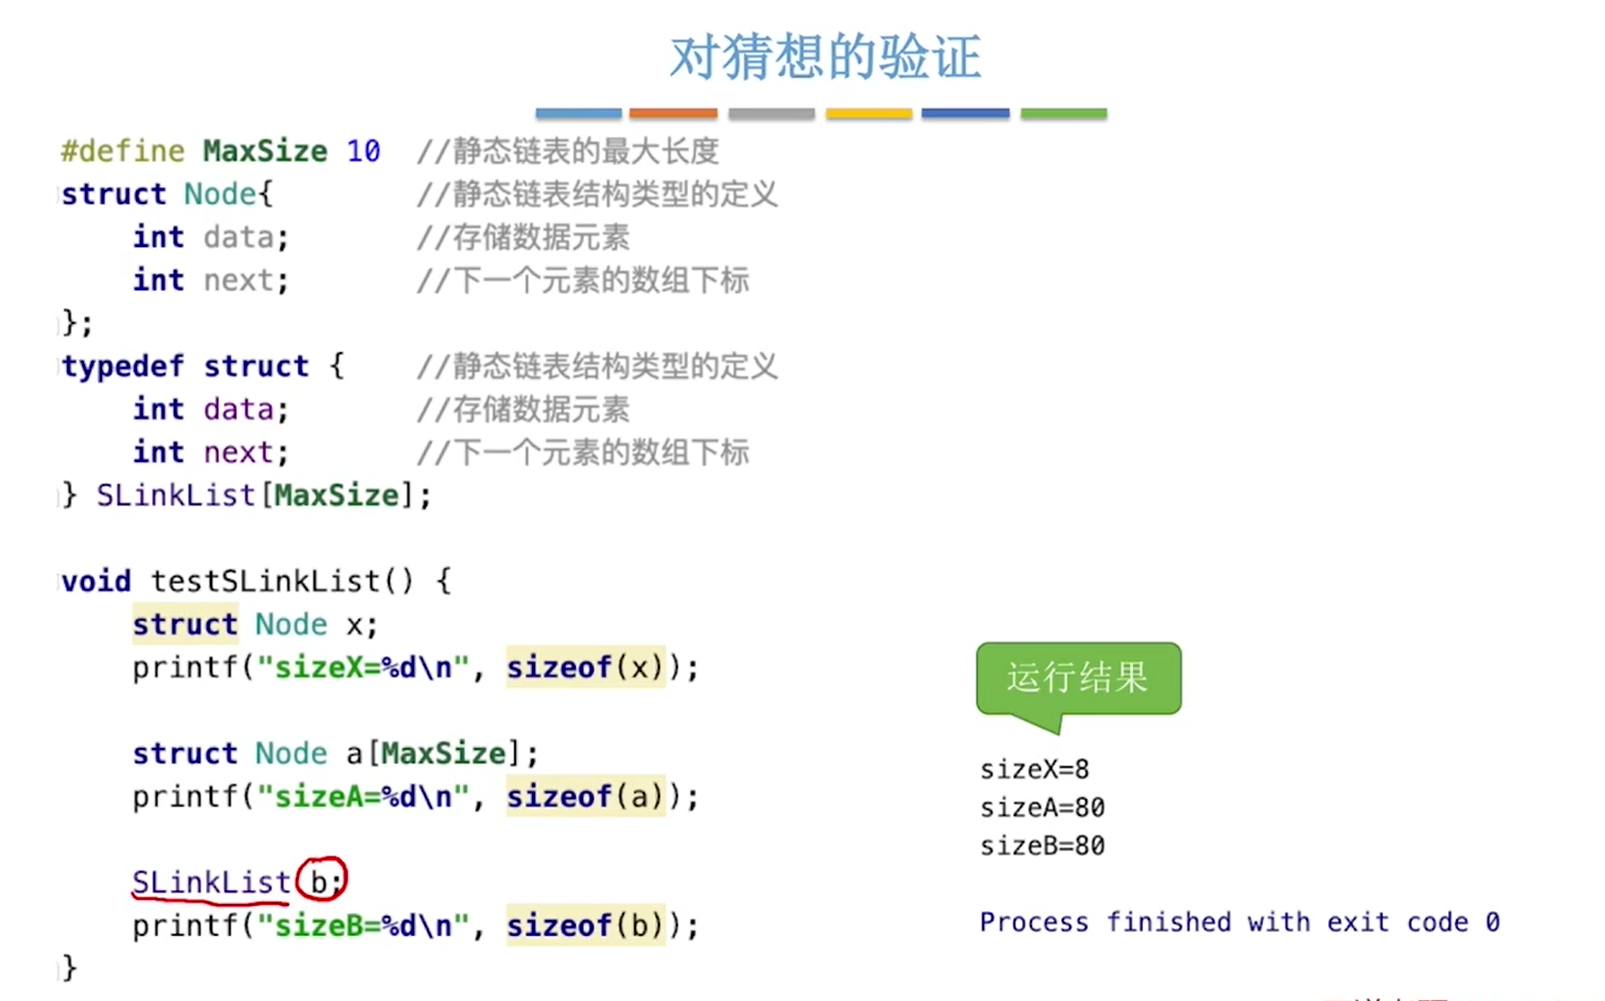 对猜想的验证
#define MaxSize 10 //静态链表的最大长度
struct Node{ //静态链表结构类型的定义
int data; //存储数据元素
int next; //下一个元素的数组下标
};
typedef struct { //静态链表结构类型的定义
int data; //存储数据元素
int next; //下一个元素的数组下标
} SLinkList[MaxSize];
void testSLinkList() {
struct Node x;
printf("sizeX=%d\n", sizeof(x));
struct Node a[MaxSize];
printf("sizeA=%d\n", sizeof(a));
SLinkList b;
printf("sizeB=%d\n", sizeof(b));
}
运行结果
sizeX=8
sizeA=80
sizeB=80
Process finished with exit code 0